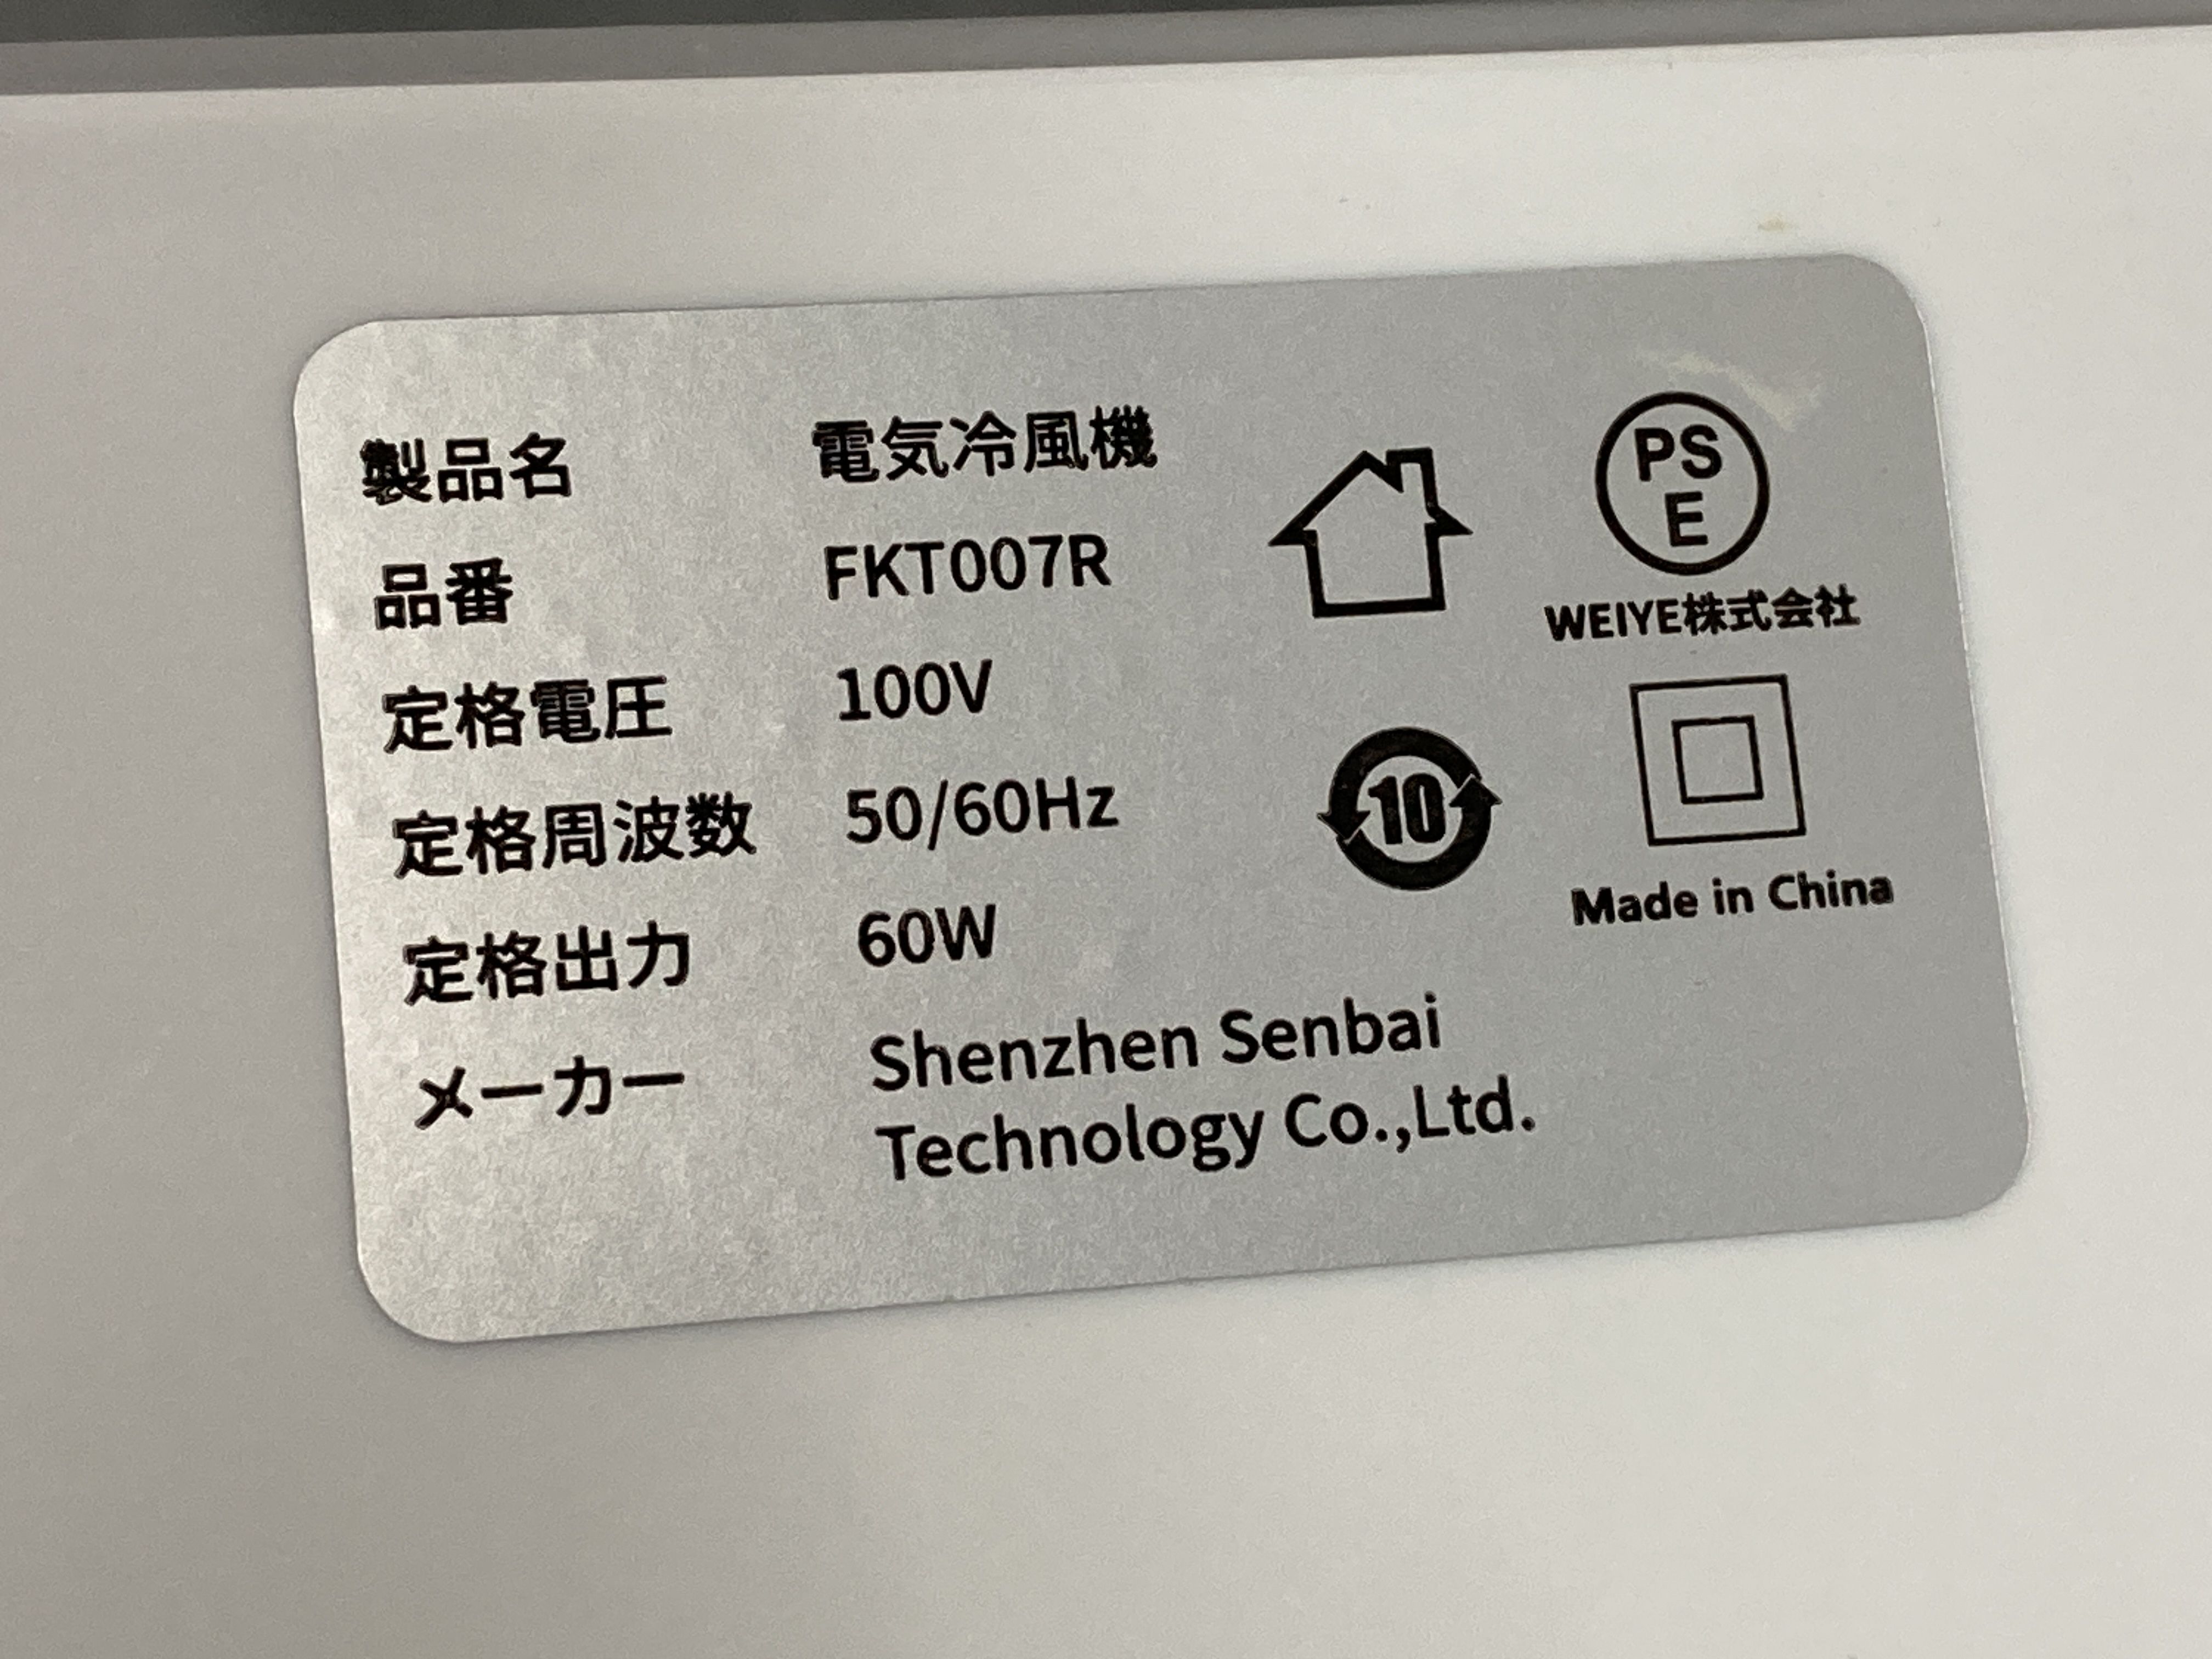 製品名 電気冷風機
品番 FKT007R
定格電圧 100V
定格周波数 50/60Hz
定格出力 60W
メーカー Shenzhen Senbai
Technology Co.,Ltd.
PS
E
WEIYE株式会社
10
Made in China